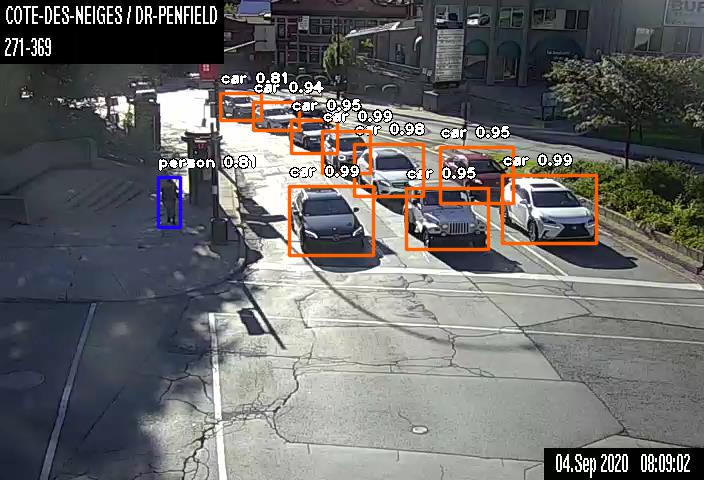 COTE-DES-NEIGES / DR-PENFIELD
271-369
car 0.81
car 0.94
car 0.95
car 0.99
car 0.98
car 0.95
person 0.81
car 0.99
car 0.95
car 0.99
04.Sep 2020 08:09:02